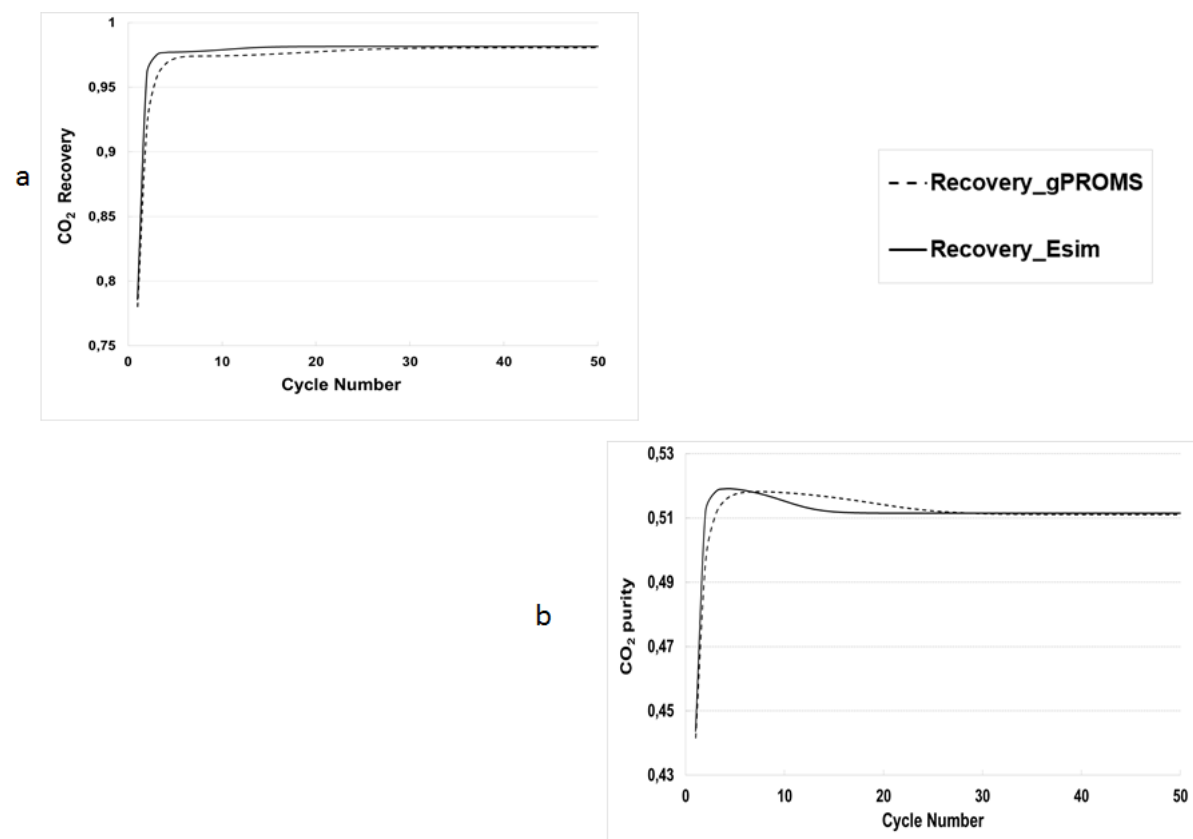 a
1
0,95
0,9
0,85
0,8
0,75
CO₂ Recovery
0 10 20 30 40 50
Cycle Number
Recovery_gPROMS
Recovery_Esim
b
0,53
0,51
0,49
0,47
0,45
0,43
CO₂ purity
0 10 20 30 40 50
Cycle Number